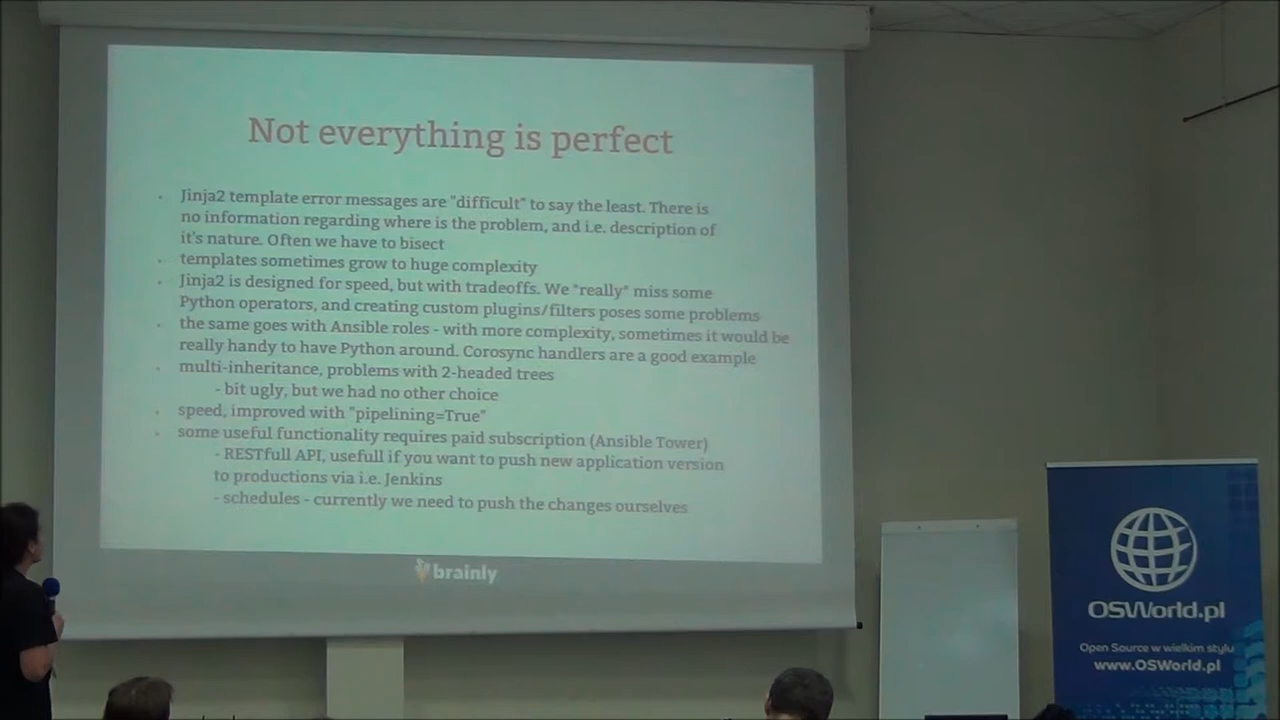 Not everything is perfect
Jinja2 template error messages are "difficult" to say the least. There is
no information regarding where is the problem, and i.e. description of
it's nature. Often we have to bisect
templates sometimes grow to huge complexity
Jinja2 is designed for speed, but with tradeoffs. We "really" miss some
Python operators, and creating custom plugins/filters poses some problems
the same goes with Ansible roles - with more complexity, sometimes it would be
really handy to have Python around. Corosync handlers are a good example
multi-inheritance, problems with 2-headed trees
- bit ugly, but we had no other choice
speed, improved with "pipelining=True"
some useful functionality requires paid subscription (Ansible Tower)
- RESTfull API, usefull if you want to push new application version
to productions via i.e. Jenkins
- schedules - currently we need to push the changes ourselves
brainly
OSWorld.pl
Open Source w wielkim stylu
www.OSWorld.pl